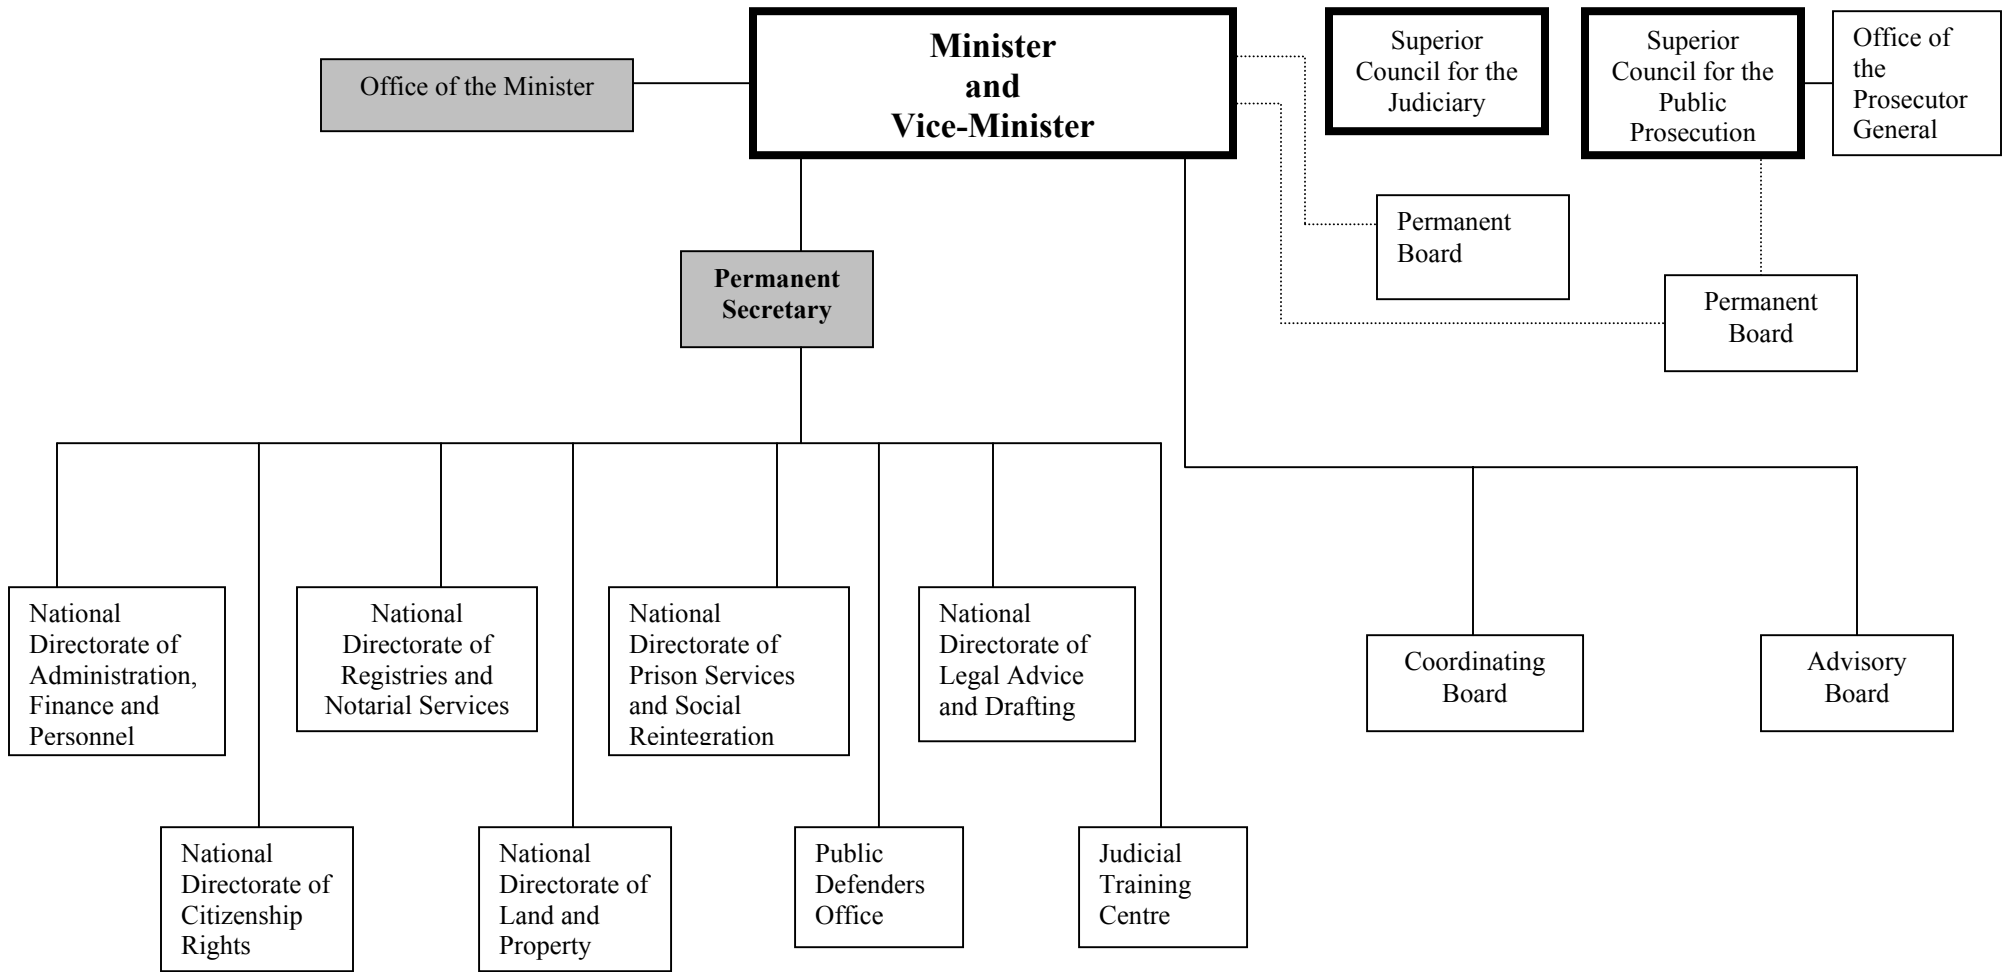 Office of the Minister
Minister
and
Vice-Minister
Superior
Council for the
Judiciary
Superior
Council for the
Public
Prosecution
Office of
the
Prosecutor
General
Permanent
Board
Permanent
Secretary
Permanent
Board
National
Directorate of
Administration,
Finance and
Personnel
National
Directorate of
Registries and
Notarial Services
National
Directorate of
Prison Services
and Social
Reintegration
National
Directorate of
Legal Advice
and Drafting
Coordinating
Board
Advisory
Board
National
Directorate of
Citizenship
Rights
National
Directorate of
Land and
Property
Public
Defenders
Office
Judicial
Training
Centre